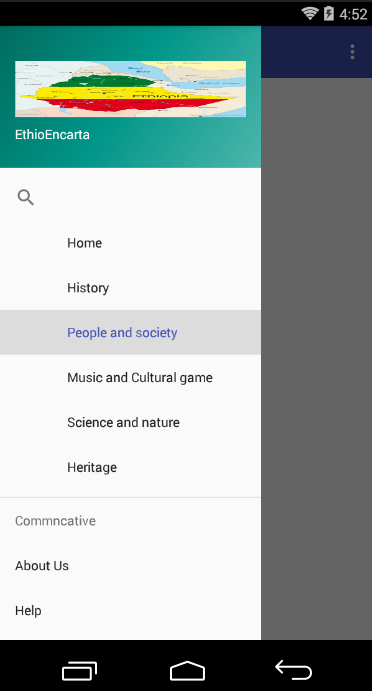 4:52
ETHIOPIA
EthioEncarta
Home
History
People and society
Music and Cultural game
Science and nature
Heritage
Commncative
About Us
Help